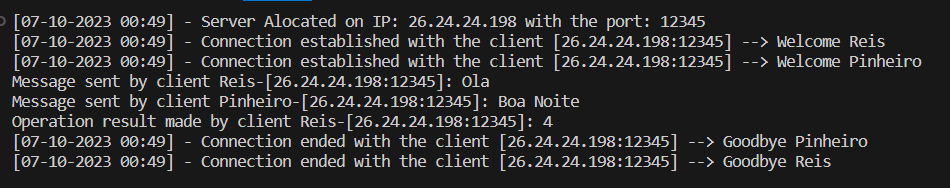 [07-10-2023 00:49] - Server Alocated on IP: 26.24.24.198 with the port: 12345
[07-10-2023 00:49] - Connection established with the client [26.24.24.198:12345] --> Welcome Reis
[07-10-2023 00:49] - Connection established with the client [26.24.24.198:12345] --> Welcome Pinheiro
Message sent by client Reis-[26.24.24.198:12345]: Ola
Message sent by client Pinheiro-[26.24.24.198:12345]: Boa Noite
Operation result made by client Reis-[26.24.24.198:12345]: 4
[07-10-2023 00:49] - Connection ended with the client [26.24.24.198:12345] --> Goodbye Pinheiro
[07-10-2023 00:49] - Connection ended with the client [26.24.24.198:12345] --> Goodbye Reis